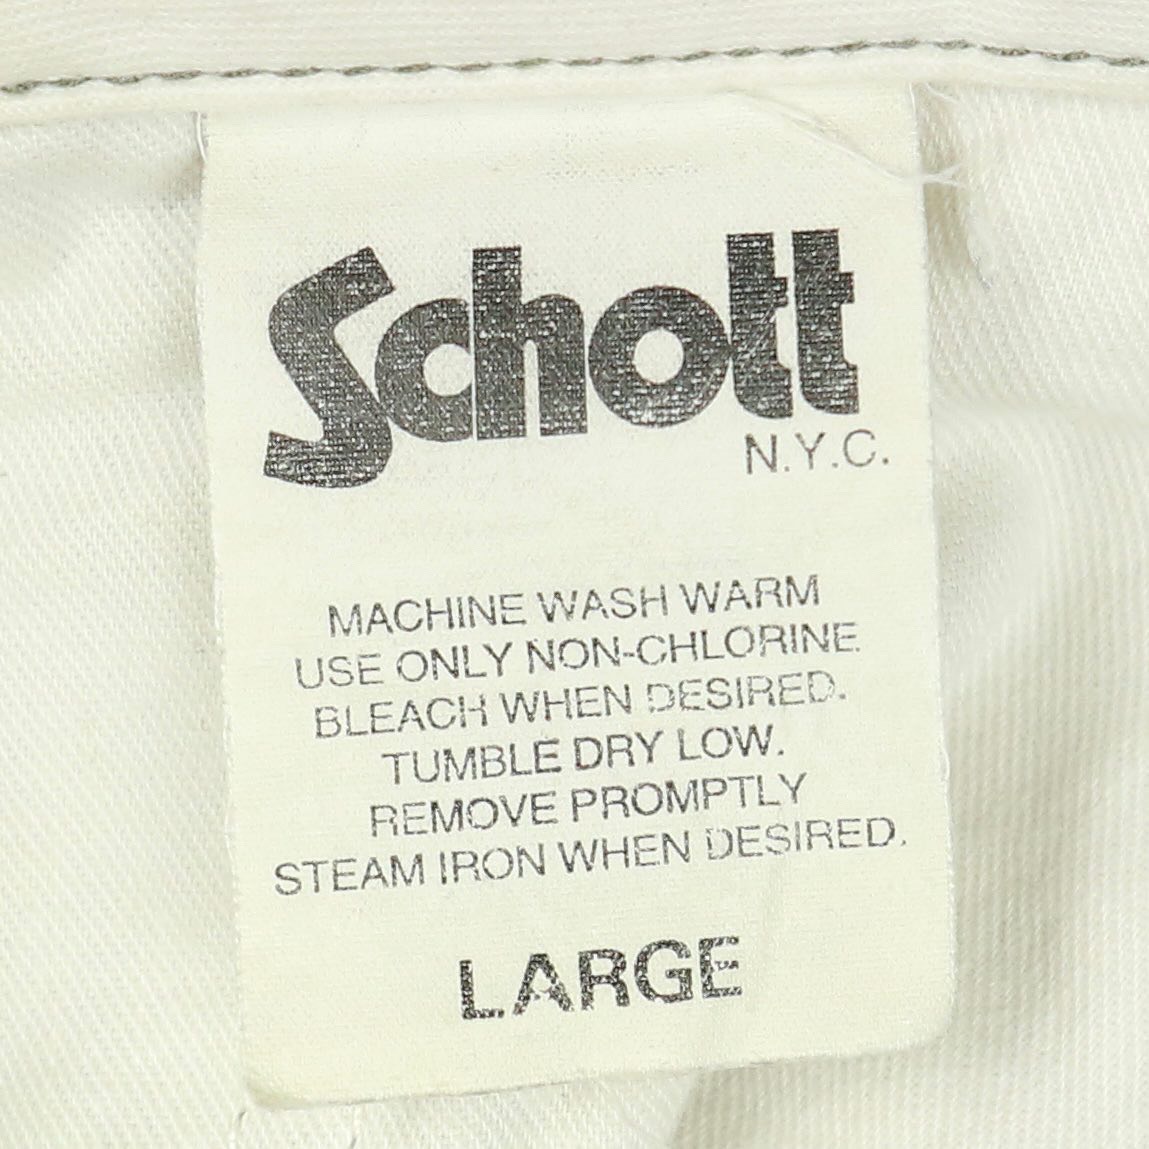 Schott
N.Y.C.
MACHINE WASH WARM
USE ONLY NON-CHLORINE
BLEACH WHEN DESIRED.
TUMBLE DRY LOW.
REMOVE PROMPTLY
STEAM IRON WHEN DESIRED.
LARGE